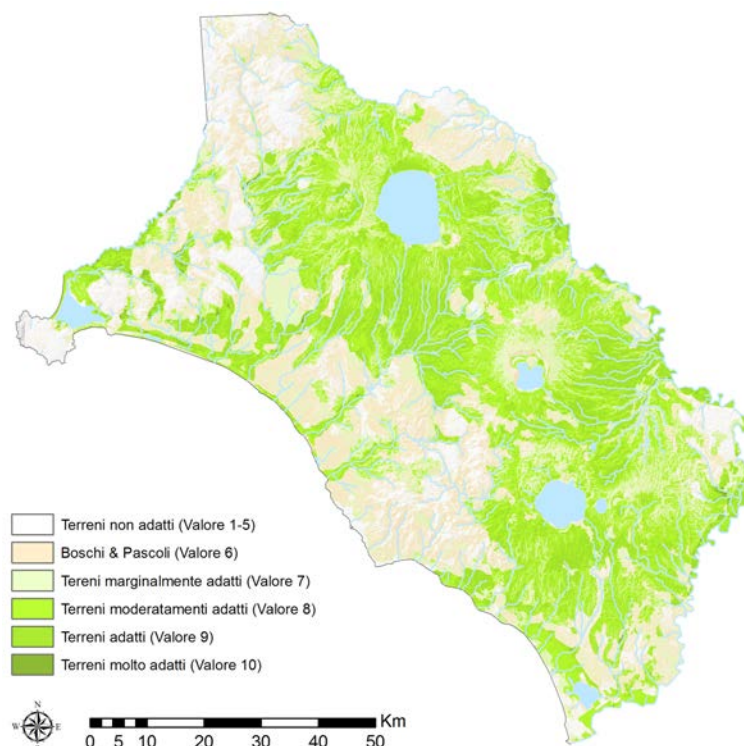 Terreni non adatti (Valore 1-5)
Boschi & Pascoli (Valore 6)
Tereni marginalmente adatti (Valore 7)
Terreni moderatamenti adatti (Valore 8)
Terreni adatti (Valore 9)
Terreni molto adatti (Valore 10)
N
W E
S
Km
0 5 10 20 30 40 50